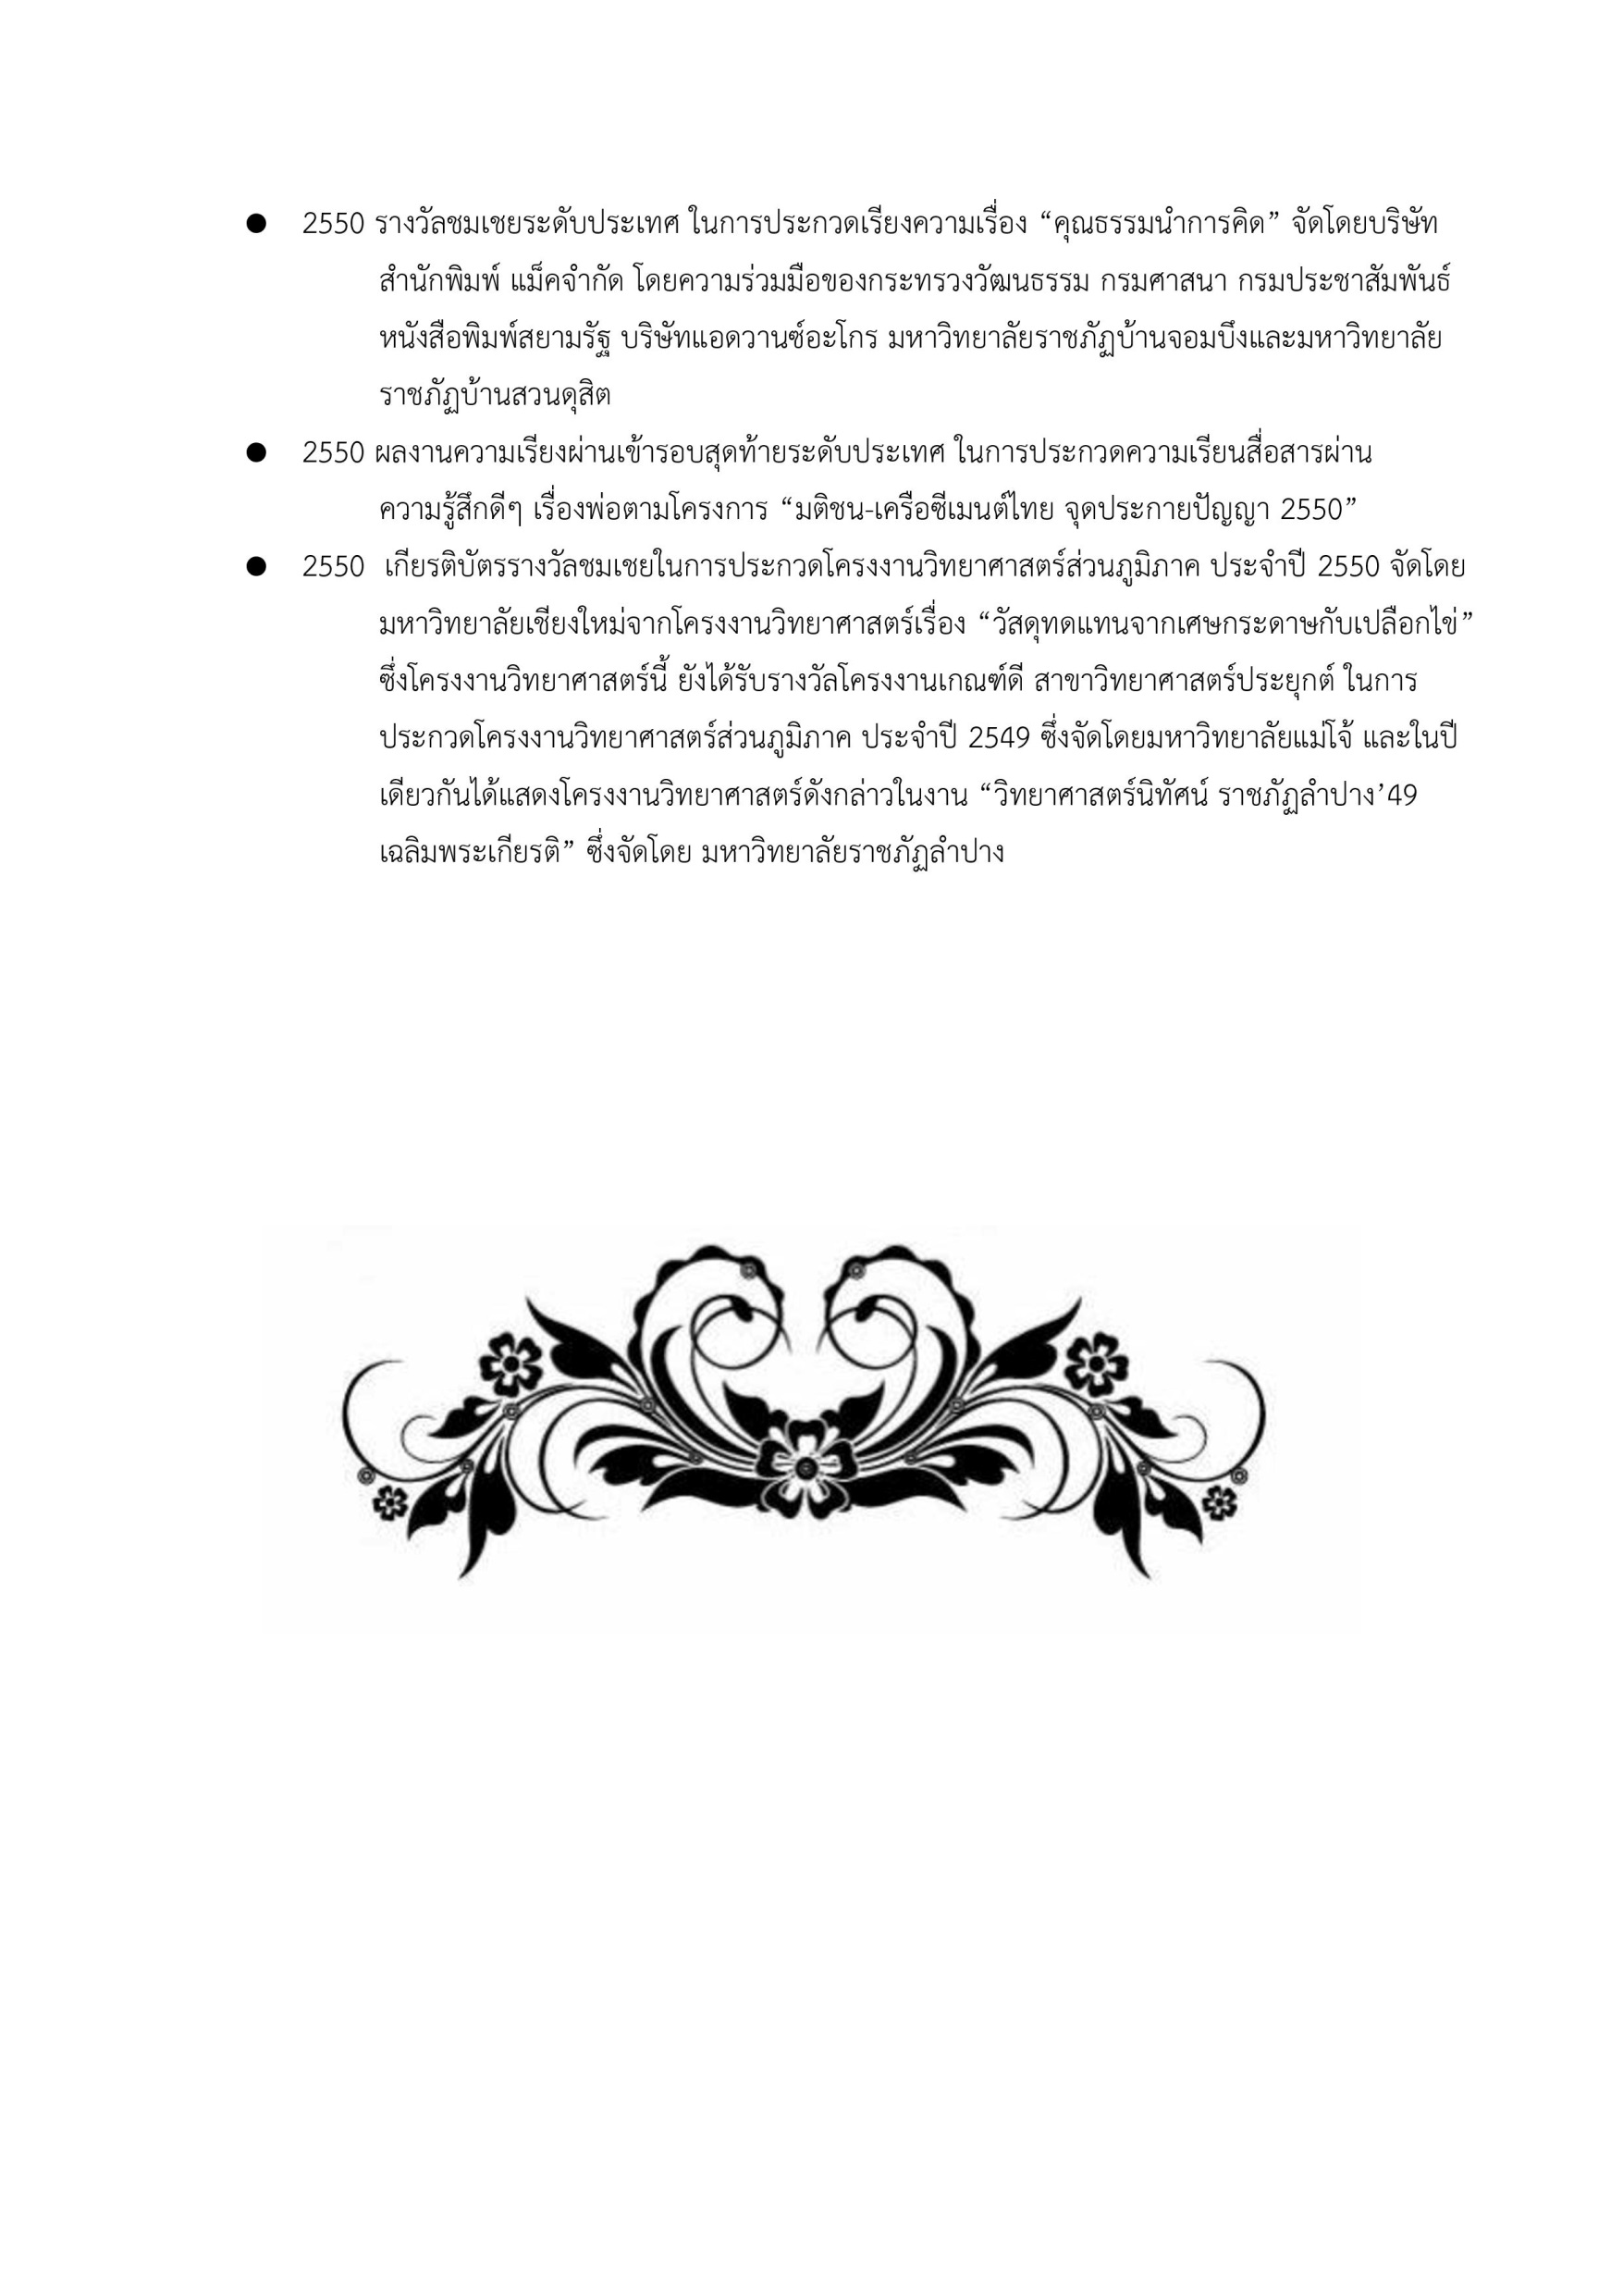 ● 2550 รางวัลชมเชยระดับประเทศ ในการประกวดเรียงความเรื่อง “คุณธรรมนำการคิด” จัดโดยบริษัท
สำนักพิมพ์ แม็คจำกัด โดยความร่วมมือของกระทรวงวัฒนธรรม กรมศาสนา กรมประชาสัมพันธ์
หนังสือพิมพ์สยามรัฐ บริษัทแอดวานซ์อะโกร มหาวิทยาลัยราชภัฏบ้านจอมบึงและมหาวิทยาลัย
ราชภัฏบ้านสวนดุสิต
● 2550 ผลงานความเรียงผ่านเข้ารอบสุดท้ายระดับประเทศ ในการประกวดความเรียนสื่อสารผ่าน
ความรู้สึกดีๆ เรื่องพ่อตามโครงการ “มติชน-เครือซีเมนต์ไทย จุดประกายปัญญา 2550”
● 2550 เกียรติบัตรรางวัลชมเชยในการประกวดโครงงานวิทยาศาสตร์ส่วนภูมิภาค ประจำปี 2550 จัดโดย
มหาวิทยาลัยเชียงใหม่จากโครงงานวิทยาศาสตร์เรื่อง “วัสดุทดแทนจากเศษกระดาษกับเปลือกไข่”
ซึ่งโครงงานวิทยาศาสตร์นี้ ยังได้รับรางวัลโครงงานเกณฑ์ดี สาขาวิทยาศาสตร์ประยุกต์ ในการ
ประกวดโครงงานวิทยาศาสตร์ส่วนภูมิภาค ประจำปี 2549 ซึ่งจัดโดยมหาวิทยาลัยแม่โจ้ และในปี
เดียวกันได้แสดงโครงงานวิทยาศาสตร์ดังกล่าวในงาน “วิทยาศาสตร์นิทัศน์ ราชภัฏลำปาง’49
เฉลิมพระเกียรติ” ซึ่งจัดโดย มหาวิทยาลัยราชภัฏลำปาง